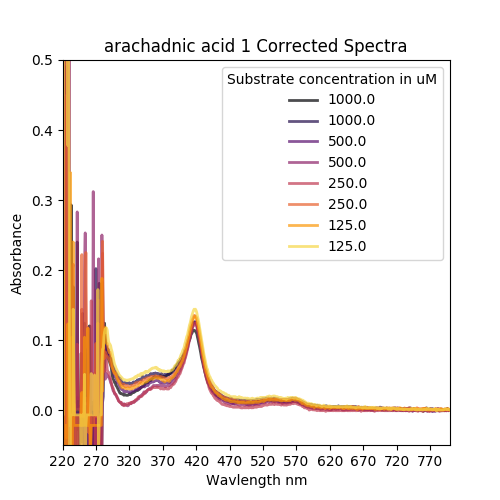 arachadnic acid 1 Corrected Spectra
Substrate concentration in uM
1000.0
1000.0
500.0
500.0
250.0
250.0
125.0
125.0
Absorbance
0.5
0.4
0.3
0.2
0.1
0.0
220 270 320 370 420 470 520 570 620 670 720 770
Wavlength nm